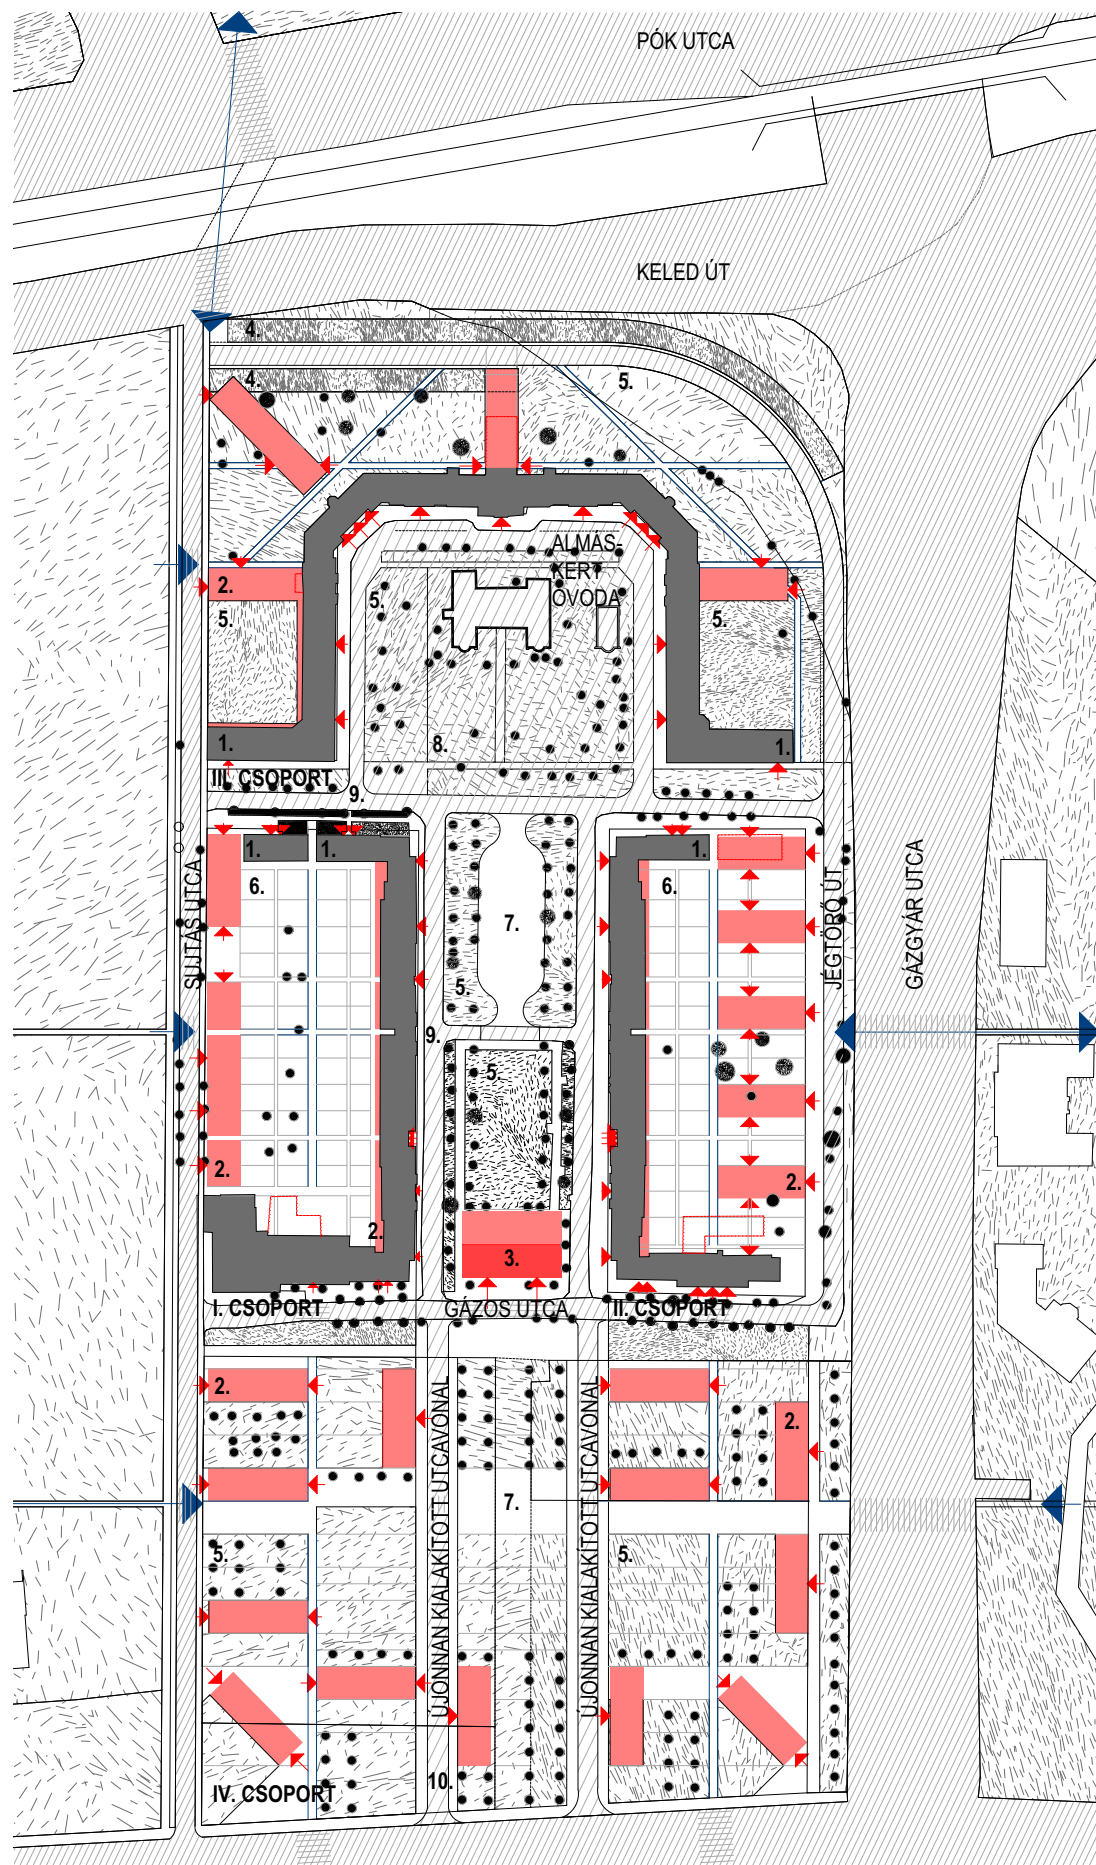 PÓK UTCA
KELED ÚT
4.
4.
5.
ALMÁS-
KERT
ÓVODA
2.
5.
5.
5.
1.
8.
1.
III. CSOPORT
9.
1.
1.
1.
6.
6.
SUJTÁS UTCA
7.
JÉGTÖRŐ ÚT
GÁZGYÁR UTCA
5.
9.
5.
2.
2.
2.
3.
I. CSOPORT
GÁZOS UTCA
II. CSOPORT
2.
2.
ÚJONNAN KIALAKÍTOTT UTCAVONAL
7.
ÚJONNAN KIALAKÍTOTT UTCAVONAL
5.
5.
10.
IV. CSOPORT